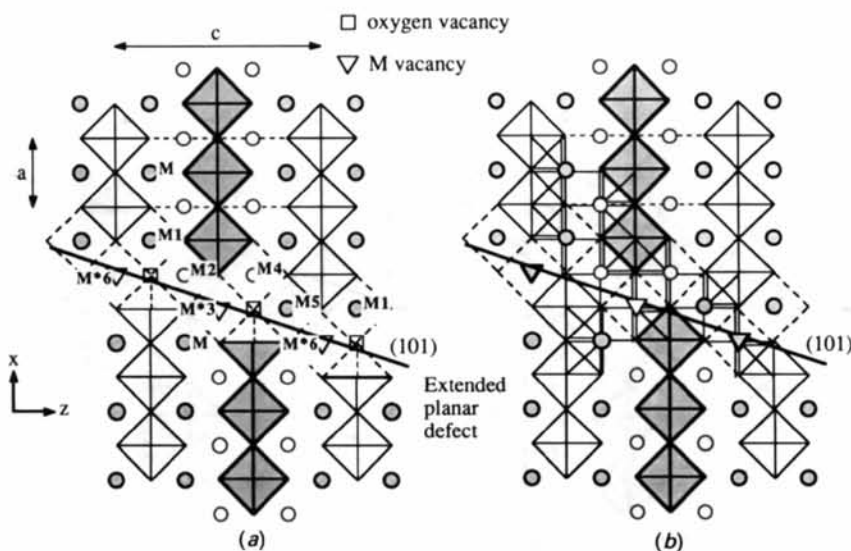 c
oxygen vacancy
M vacancy
a
M
M1
M2
M4
M*6
M*3
M5
M1.
M
M*6
(101)
(101)
x
z
Extended
planar
defect
(a)
(b)